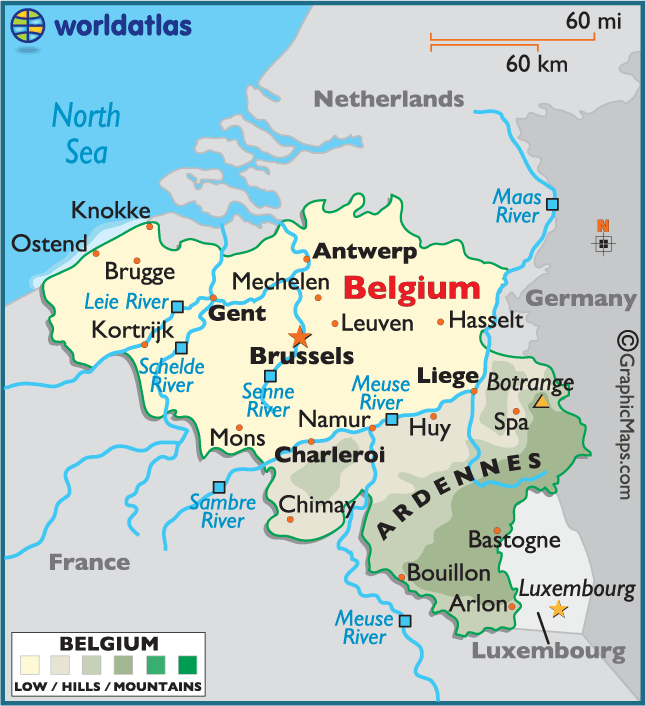 worldatlas
60 mi
60 km
Netherlands
North
Sea
Maas
River
Knokke
N
Ostend
Antwerp
Brugge
Mechelen
Belgium
Germany
Leie River
Gent
Leuven
Hasselt
Kortrijk
Brussels
Schelde
River
Senne
River
Meuse
River
Liege
Botrange
©GraphicMaps.com
Namur
Huy
Spa
Mons
Charleroi
ARDENNES
Sambre
River
Chimay
Bastogne
France
Bouillon
Luxembourg
Arlon
Meuse
River
Luxembourg
BELGIUM
LOW / HILLS / MOUNTAINS